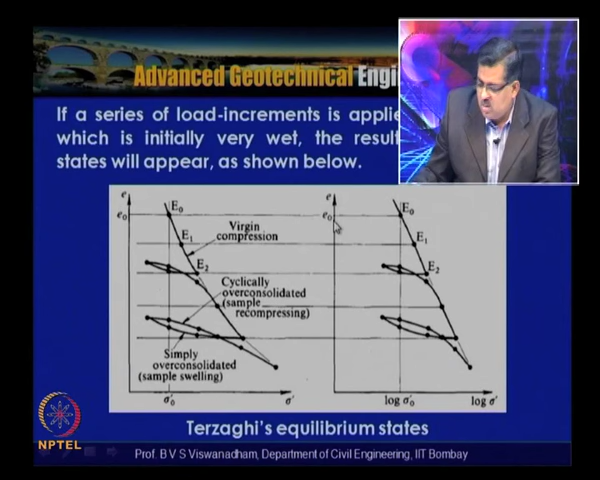 Advanced Geotechnical Engi
If a series of load-increments is applie
which is initially very wet, the result
states will appear, as shown below.
e
e₀
E₀
E₁
E₂
Virgin
compression
Cyclically
overconsolidated
(sample
recompressing)
Simply
overconsolidated
(sample swelling)
σ'₀
σ'
e
e₀
E₀
E₁
E₂
log σ'₀
log σ'
Terzaghi's equilibrium states
NPTEL
Prof. B V S Viswanadham, Department of Civil Engineering, IIT Bombay